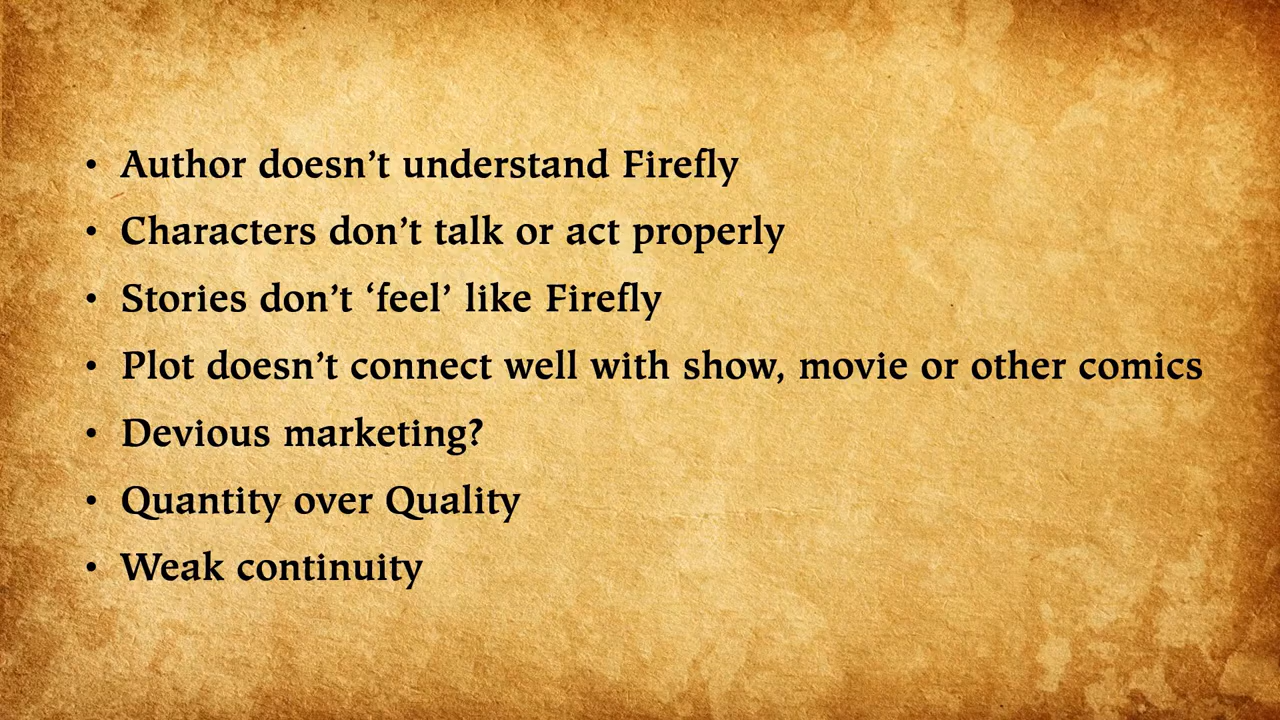 • Author doesn’t understand Firefly
• Characters don’t talk or act properly
• Stories don’t ‘feel’ like Firefly
• Plot doesn’t connect well with show, movie or other comics
• Devious marketing?
• Quantity over Quality
• Weak continuity